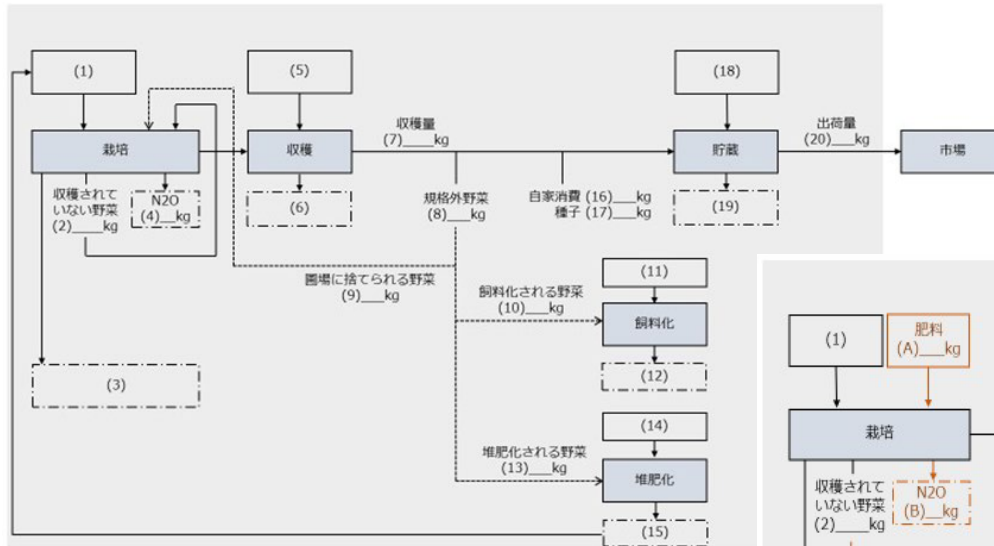 (1)
(5)
(18)
栽培
収穫
収穫量
(7)____kg
貯蔵
出荷量
(20)____kg
市場
収穫されて
いない野菜
(2)____kg
N2O
(4)__kg
(6)
規格外野菜
(8)___kg
自家消費 (16)___kg
種子 (17)___kg
(19)
圃場に捨てられる野菜
(9)___kg
飼料化される野菜
(10)___kg
(11)
飼料化
(12)
(3)
堆肥化される野菜
(13)___kg
(14)
堆肥化
(15)
(1)
肥料
(A)___kg
栽培
収穫されて
いない野菜
(2)____kg
N2O
(B)__kg